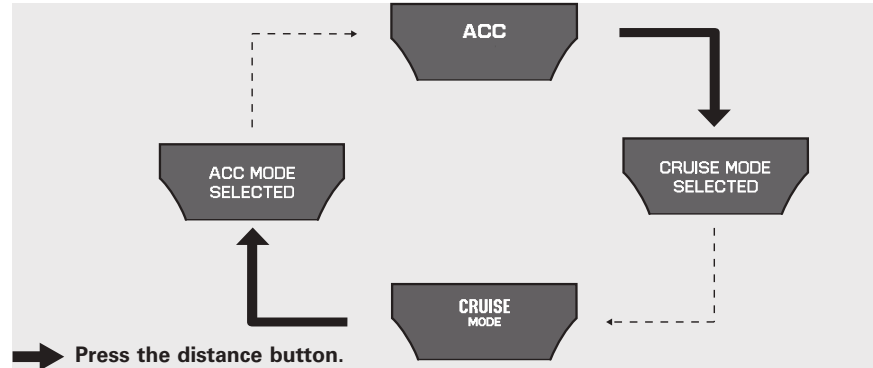 ACC
ACC MODE
SELECTED
CRUISE MODE
SELECTED
CRUISE
MODE
Press the distance button.